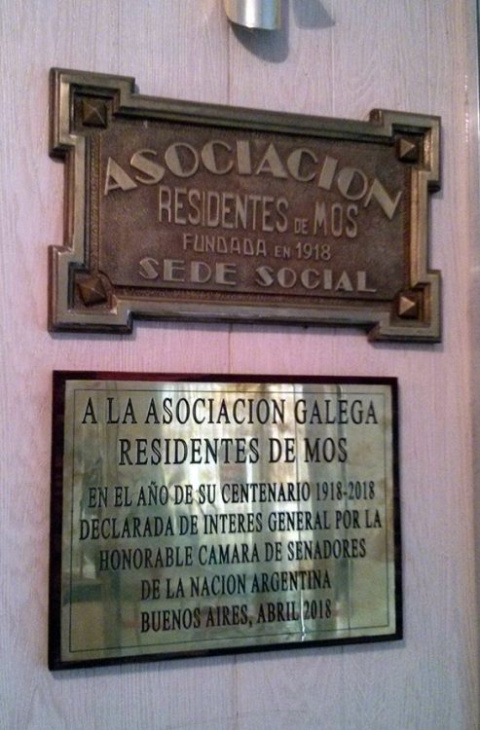 ASOCIACION
RESIDENTES DE MOS
FUNDADA EN 1918
SEDE SOCIAL
A LA ASOCIACION GALEGA
RESIDENTES DE MOS
EN EL AÑO DE SU CENTENARIO 1918-2018
DECLARADA DE INTERES GENERAL POR LA
HONORABLE CAMARA DE SENADORES
DE LA NACION ARGENTINA
BUENOS AIRES, ABRIL 2018